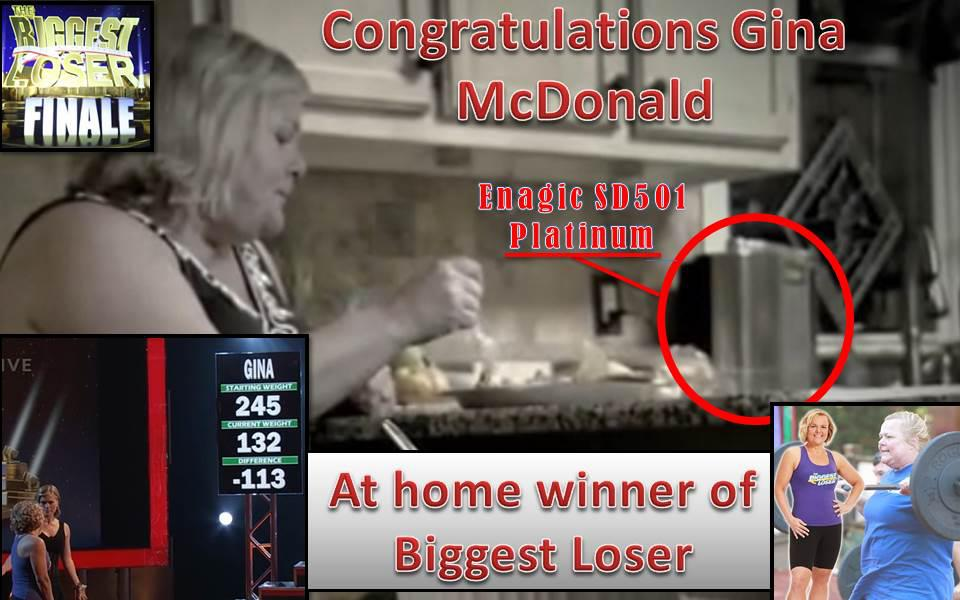 THE
BIGGEST
LOSER
FINALE
Congratulations Gina
McDonald
Enagic SD501
Platinum
IVE
GINA
STARTING WEIGHT
245
CURRENT WEIGHT
132
DIFFERENCE
-113
At home winner of
Biggest Loser
BIGGEST
LOSER